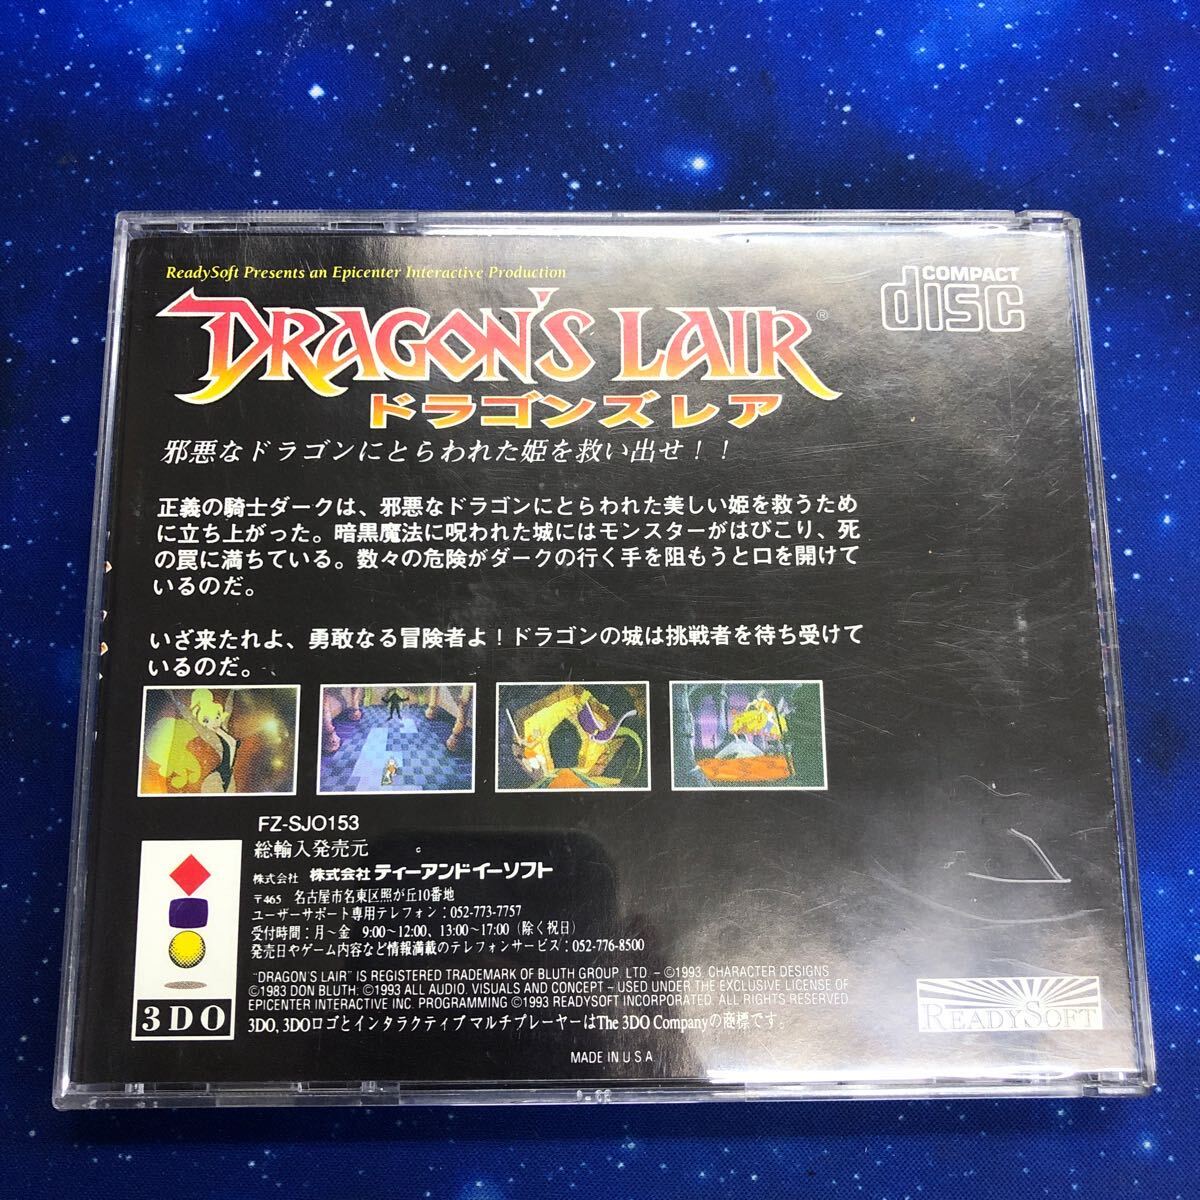 ReadySoft Presents an Epicenter Interactive Production
COMPACT
disc
DRAGON'S LAIR®
ドラゴンズレア
邪悪なドラゴンにとらわれた姫を救い出せ！！
正義の騎士ダークは、邪悪なドラゴンにとらわれた美しい姫を救うため
に立ち上がった。暗黒魔法に呪われた城にはモンスターがはびこり、死
の罠に満ちている。数々の危険がダークの行く手を阻もうと口を開けて
いるのだ。
いざ来たれよ、勇敢なる冒険者よ！ドラゴンの城は挑戦者を待ち受けて
いるのだ。
FZ-SJO153
総輸入発売元
株式会社 株式会社 ティーアンドイーソフト
〒465 名古屋市名東区照が丘10番地
ユーザーサポート専用テレフォン：052-773-7757
受付時間：月～金 9:00～12:00、13:00～17:00（除く祝日）
発売日やゲーム内容など情報満載のテレフォンサービス：052-776-8500
"DRAGON'S LAIR" IS REGISTERED TRADEMARK OF BLUTH GROUP, LTD. - ©1993. CHARACTER DESIGNS
©1983 DON BLUTH. ©1993 ALL AUDIO, VISUALS AND CONCEPT - USED UNDER THE EXCLUSIVE LICENSE OF
EPICENTER INTERACTIVE INC. PROGRAMMING ©1993 READYSOFT INCORPORATED. ALL RIGHTS RESERVED.
3DO, 3DOロゴとインタラクティブ マルチプレーヤーはThe 3DO Companyの商標です。
3DO
READYSOFT
MADE IN U.S.A.